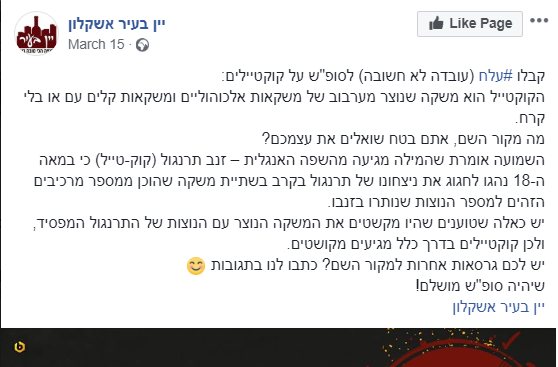 יין בעיר אשקלון
March 15
Like Page
יין בעיר
קבלו #עלח (עובדה לא חשובה) לסופ"ש על קוקטיילים:
הקוקטייל הוא משקה שנוצר מערבוב של משקאות אלכוהוליים ומשקאות קלים עם או בלי
קרח.
מה מקור השם, אתם בטח שואלים את עצמכם?
השמועה אומרת שהמילה מגיעה מהשפה האנגלית – זנב תרנגול (קוק-טייל) כי במאה
ה-18 נהגו לחגוג את ניצחונו של תרנגול בקרב בשתיית משקה שהוכן ממספר מרכיבים
הזהים למספר הנוצות שנותרו בזנבו.
יש כאלה שטוענים שהיו מקשטים את המשקה הנוצר עם הנוצות של התרנגול המפסיד,
ולכן קוקטיילים בדרך כלל מגיעים מקושטים.
יש לכם גרסאות אחרות למקור השם? כתבו לנו בתגובות 😊
שיהיה סופ"ש מושלם!
יין בעיר אשקלון